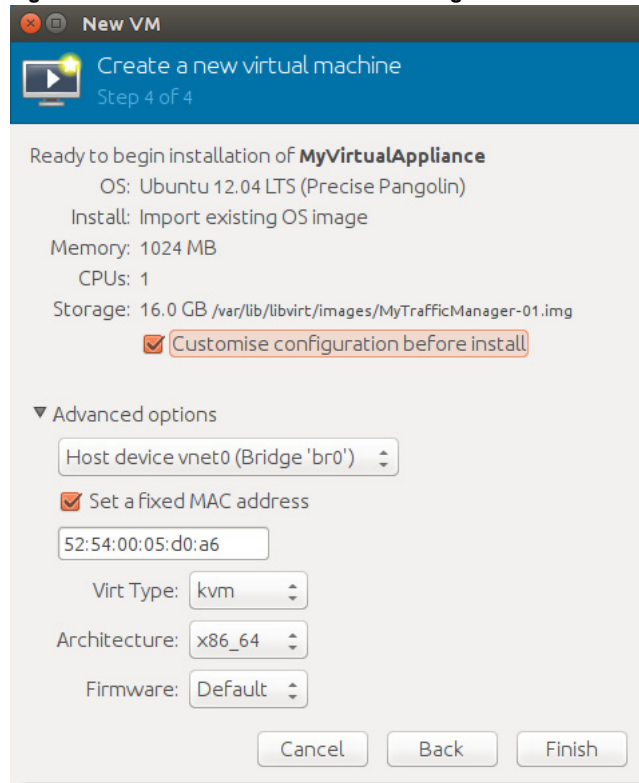 New VM
Create a new virtual machine
Step 4 of 4
Ready to begin installation of MyVirtualAppliance
OS: Ubuntu 12.04 LTS (Precise Pangolin)
Install: Import existing OS image
Memory: 1024 MB
CPUs: 1
Storage: 16.0 GB /var/lib/libvirt/images/MyTrafficManager-01.img
Customise configuration before install
Advanced options
Host device vnet0 (Bridge 'br0')
Set a fixed MAC address
52:54:00:05:d0:a6
Virt Type: kvm
Architecture: x86_64
Firmware: Default
Cancel Back Finish